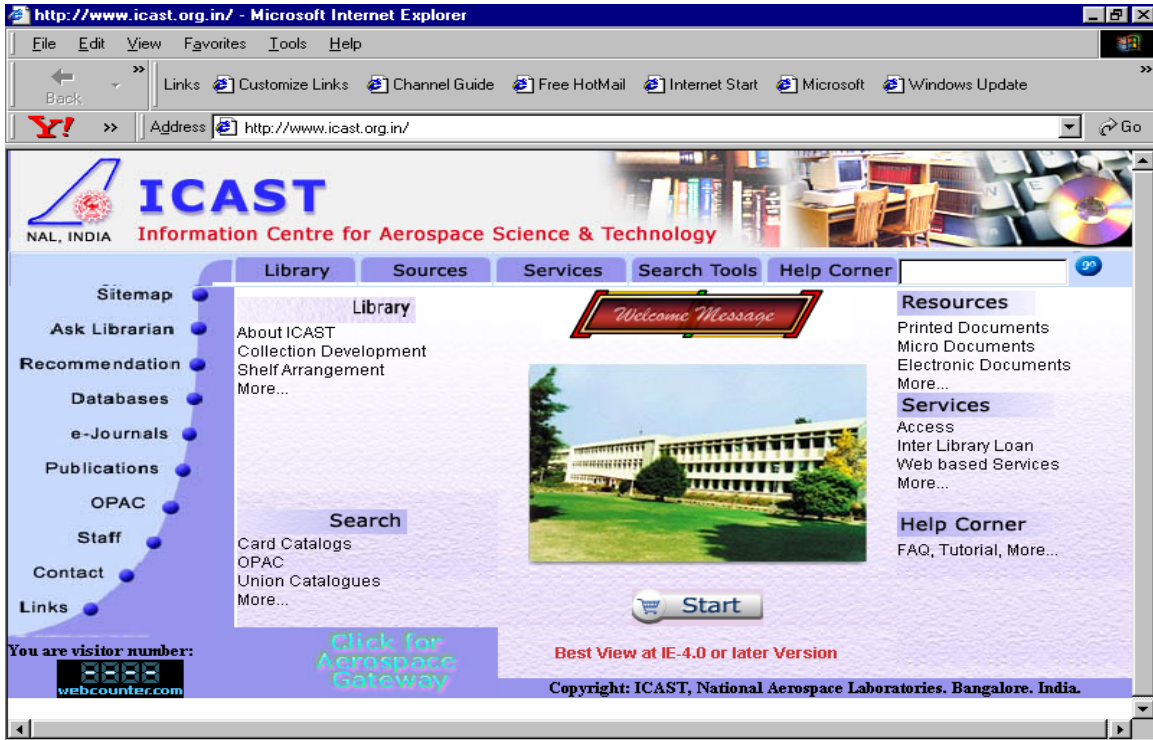 http://www.icast.org.in/ - Microsoft Internet Explorer
File Edit View Favorites Tools Help
Back » Links Customize Links Channel Guide Free HotMail Internet Start Microsoft Windows Update »
Y! » Address http://www.icast.org.in/ Go
ICAST
NAL, INDIA Information Centre for Aerospace Science & Technology
Library Sources Services Search Tools Help Corner go
Sitemap
Ask Librarian
Recommendation
Databases
e-Journals
Publications
OPAC
Staff
Contact
Links
Library
About ICAST
Collection Development
Shelf Arrangement
More...
Search
Card Catalogs
OPAC
Union Catalogues
More...
Welcome Message
Start
Resources
Printed Documents
Micro Documents
Electronic Documents
More...
Services
Access
Inter Library Loan
Web based Services
More...
Help Corner
FAQ, Tutorial, More...
You are visitor number:
8888
webcounter.com
Click for
Aerospace
Gateway
Best View at IE-4.0 or later Version
Copyright: ICAST, National Aerospace Laboratories. Bangalore. India.